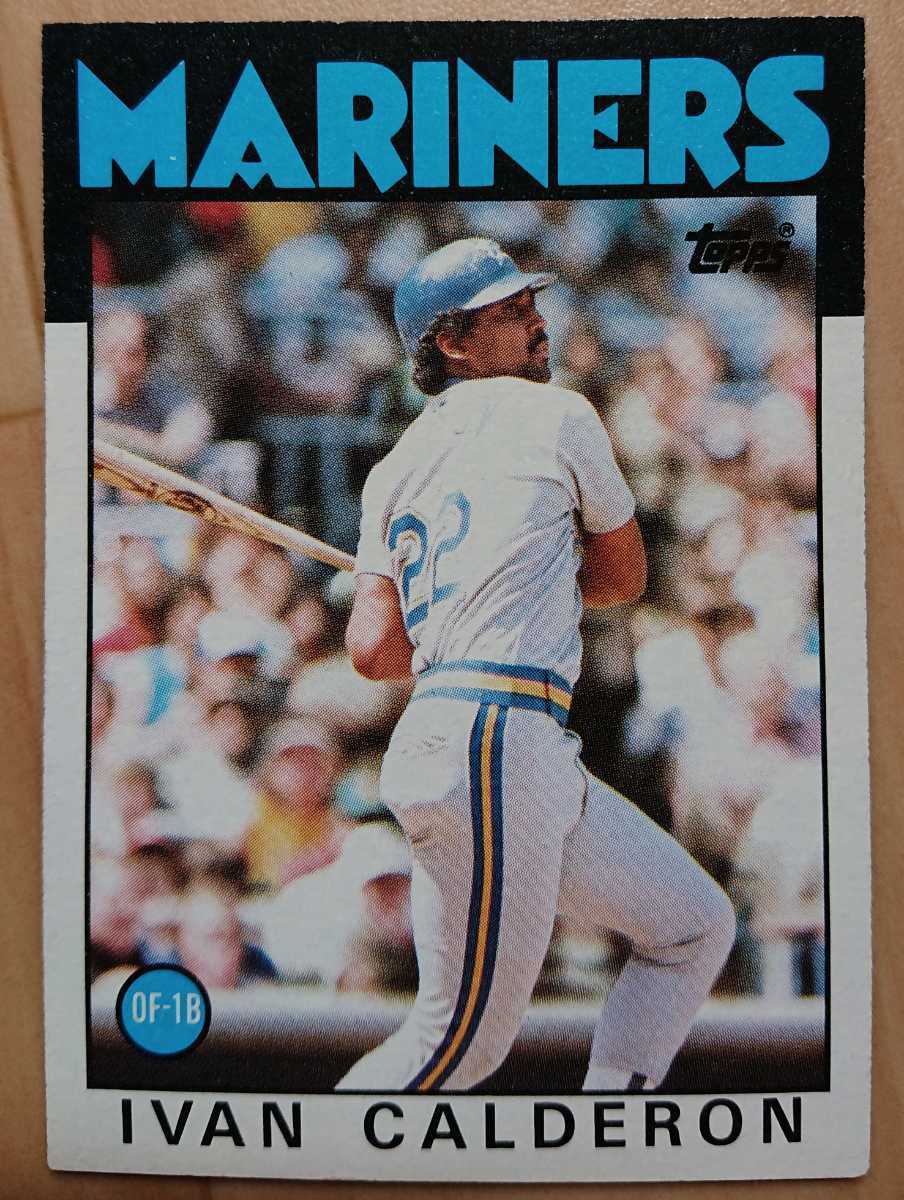 MARINERS
Topps®
22
OF-1B
IVAN CALDERON